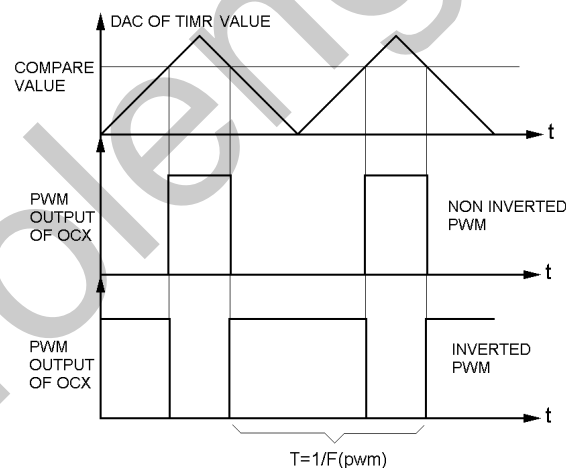 DAC OF TIMR VALUE
COMPARE
VALUE
t
PWM
OUTPUT
OF OCX
NON INVERTED
PWM
t
PWM
OUTPUT
OF OCX
INVERTED
PWM
t
T=1/F(pwm)